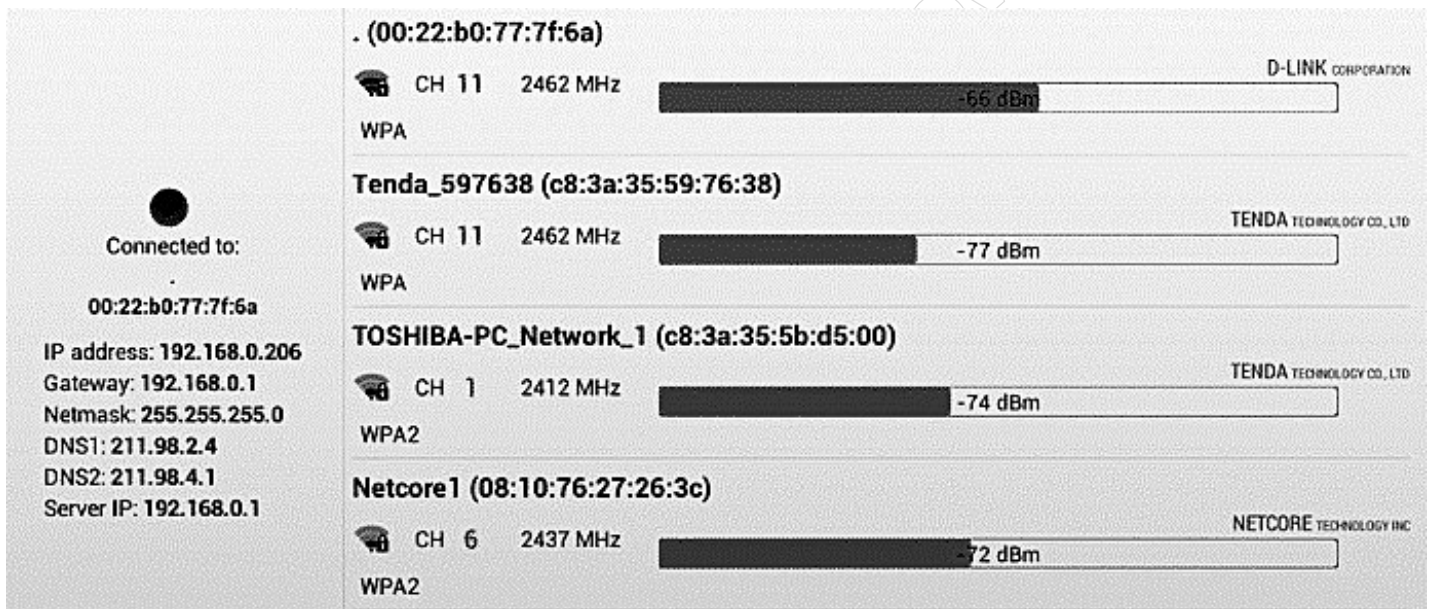 Connected to:
.
00:22:b0:77:7f:6a
IP address: 192.168.0.206
Gateway: 192.168.0.1
Netmask: 255.255.255.0
DNS1: 211.98.2.4
DNS2: 211.98.4.1
Server IP: 192.168.0.1
. (00:22:b0:77:7f:6a)
D-LINK CORPORATION
CH 11 2462 MHz -66 dBm
WPA
Tenda_597638 (c8:3a:35:59:76:38)
TENDA TECHNOLOGY CO., LTD
CH 11 2462 MHz -77 dBm
WPA
TOSHIBA-PC_Network_1 (c8:3a:35:5b:d5:00)
TENDA TECHNOLOGY CO., LTD
CH 1 2412 MHz -74 dBm
WPA2
Netcore1 (08:10:76:27:26:3c)
NETCORE TECHNOLOGY INC
CH 6 2437 MHz -72 dBm
WPA2